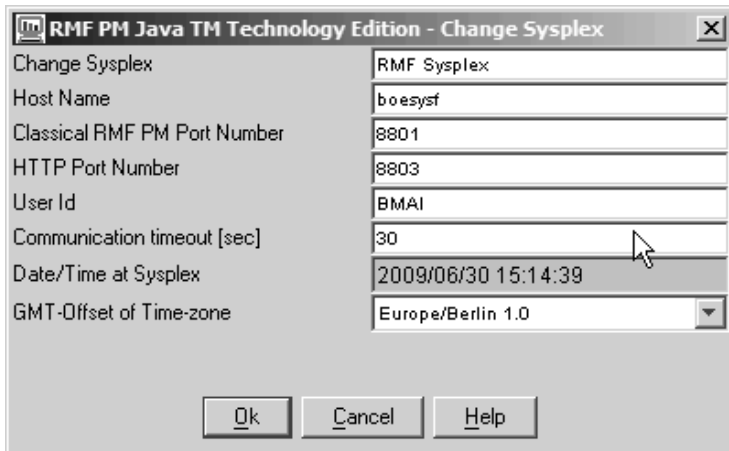 RMF PM Java TM Technology Edition - Change Sysplex
Change Sysplex RMF Sysplex
Host Name boesysf
Classical RMF PM Port Number 8801
HTTP Port Number 8803
User Id BMAI
Communication timeout [sec] 30
Date/Time at Sysplex 2009/06/30 15:14:39
GMT-Offset of Time-zone Europe/Berlin 1.0
Ok Cancel Help